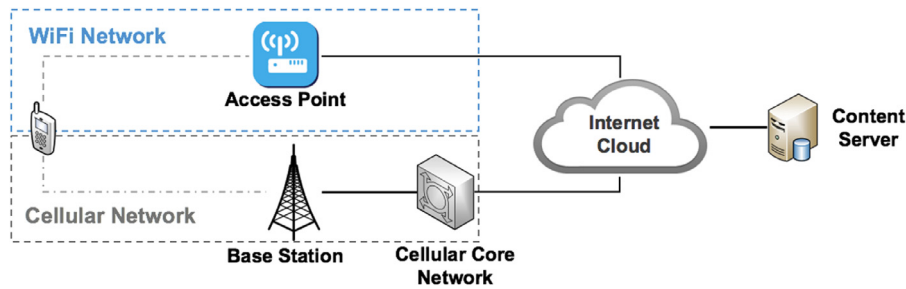 WiFi Network
Access Point
Internet
Cloud
Content
Server
Cellular Network
Base Station
Cellular Core
Network